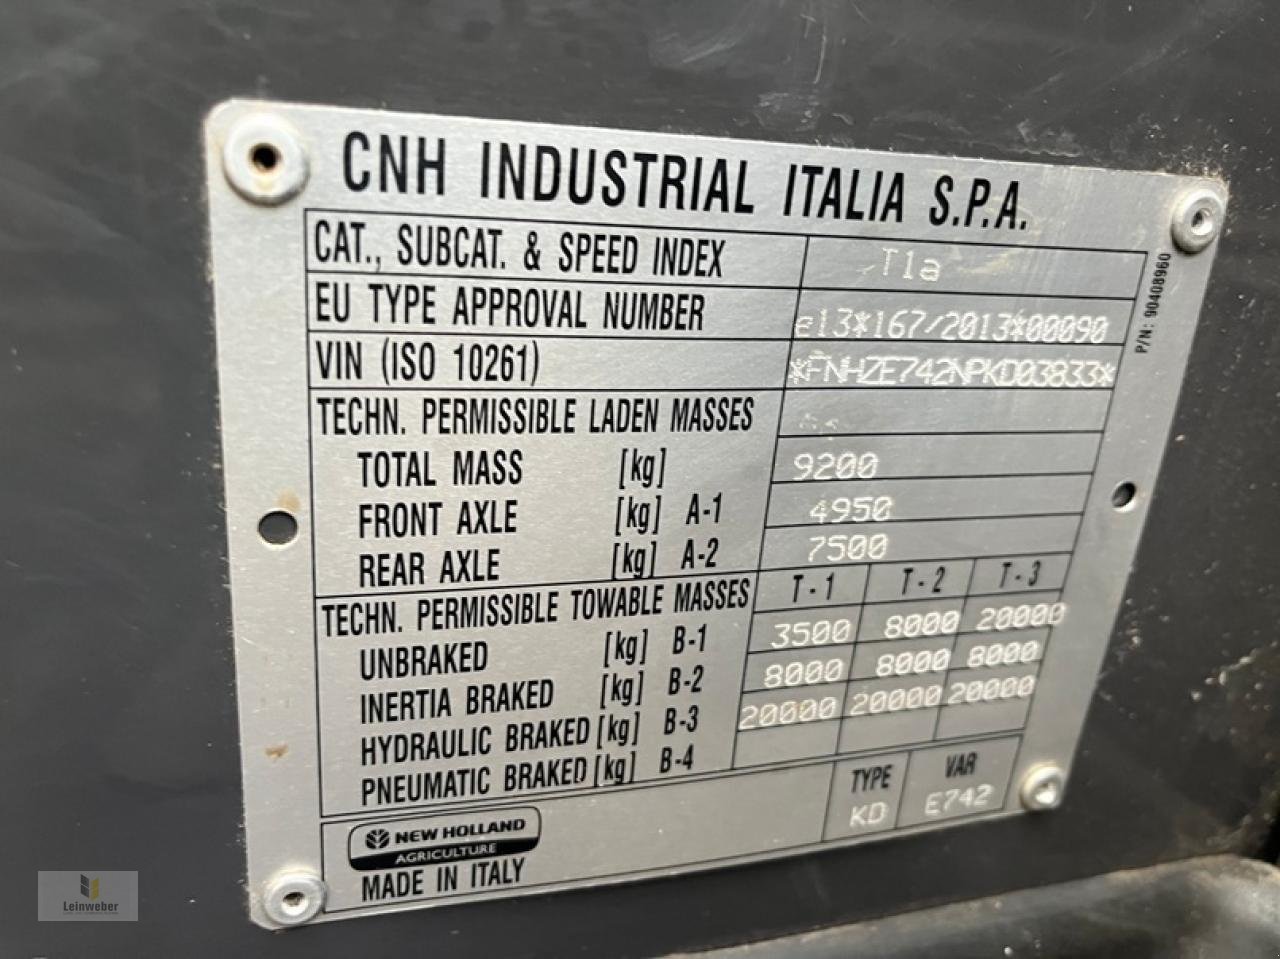 CNH INDUSTRIAL ITALIA S.P.A.
CAT., SUBCAT. & SPEED INDEX T1a
EU TYPE APPROVAL NUMBER e13*167/2013*00090
VIN (ISO 10261) *FNHZE742NPKD03833*
TECHN. PERMISSIBLE LADEN MASSES
TOTAL MASS [kg] 9200
FRONT AXLE [kg] A-1 4950
REAR AXLE [kg] A-2 7500
TECHN. PERMISSIBLE TOWABLE MASSES T-1 T-2 T-3
UNBRAKED [kg] B-1 3500 8000 20000
INERTIA BRAKED [kg] B-2 8000 8000 8000
HYDRAULIC BRAKED [kg] B-3 20000 20000 20000
PNEUMATIC BRAKED [kg] B-4
TYPE VAR
KD E742
NEW HOLLAND
AGRICULTURE
MADE IN ITALY
P/N: 90408960
Leinweber